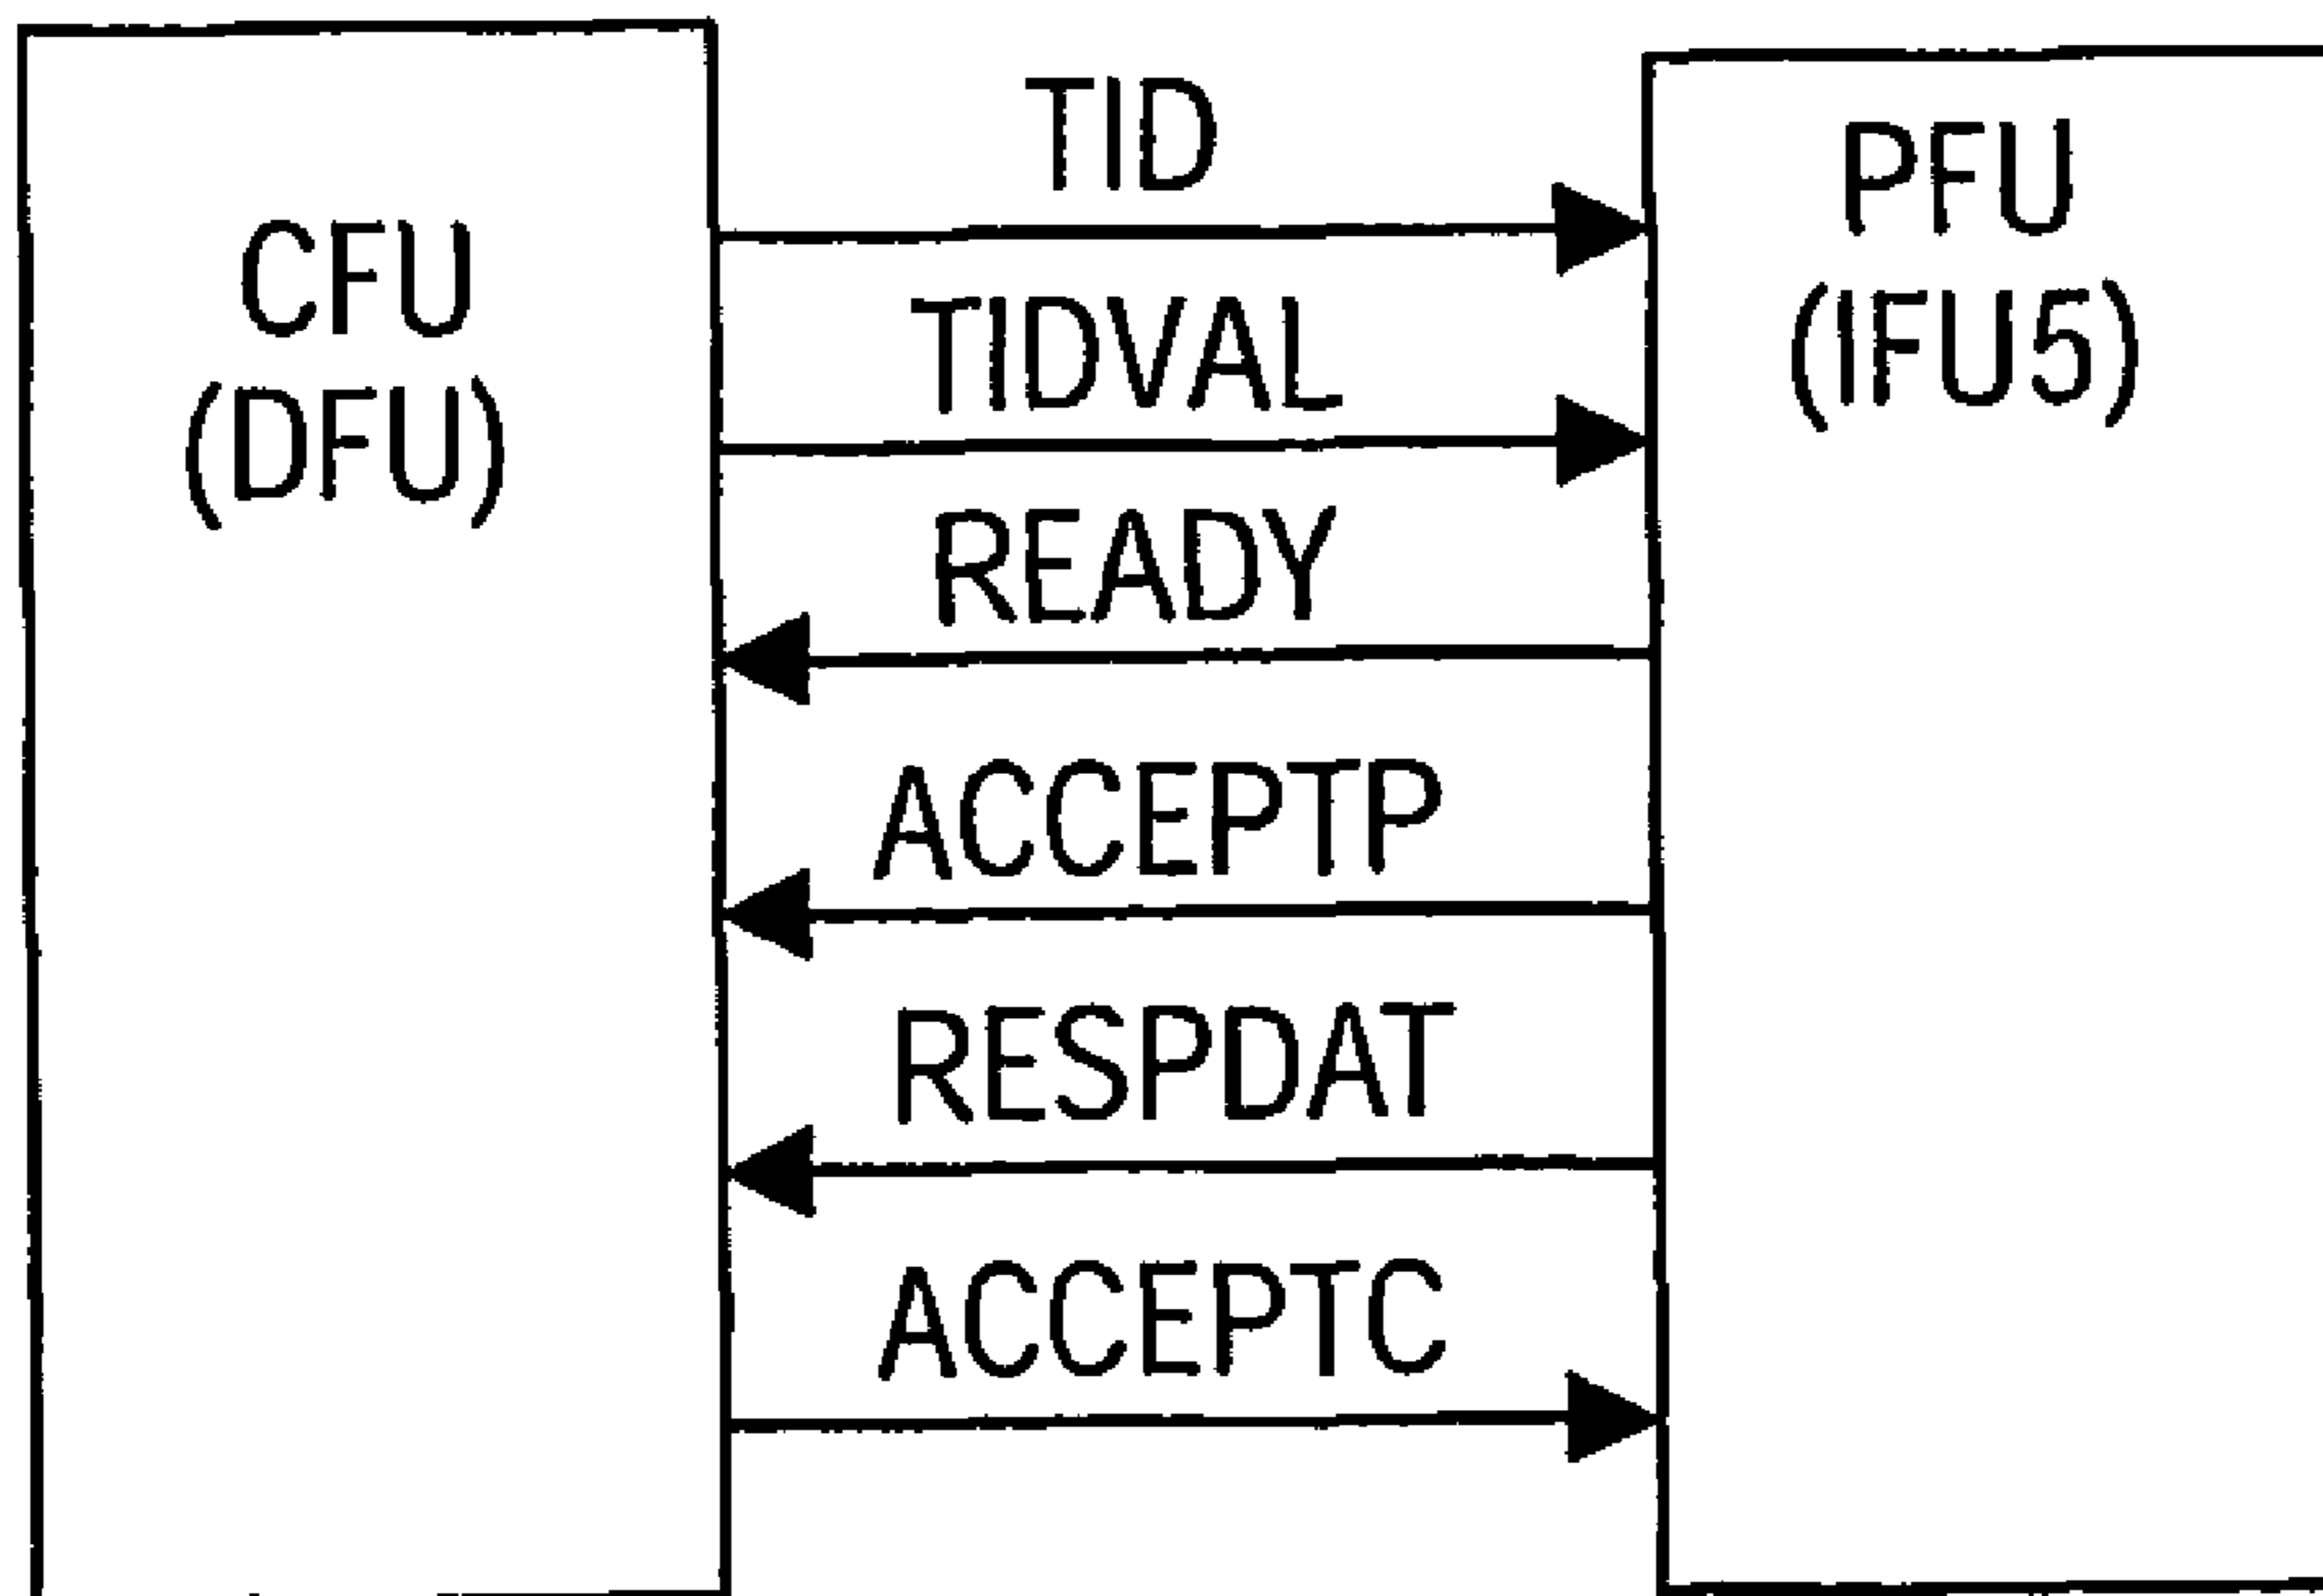 CFU
(DFU)
TID
TIDVAL
READY
ACCEPTP
RESPDAT
ACCEPTC
PFU
(IFU5)